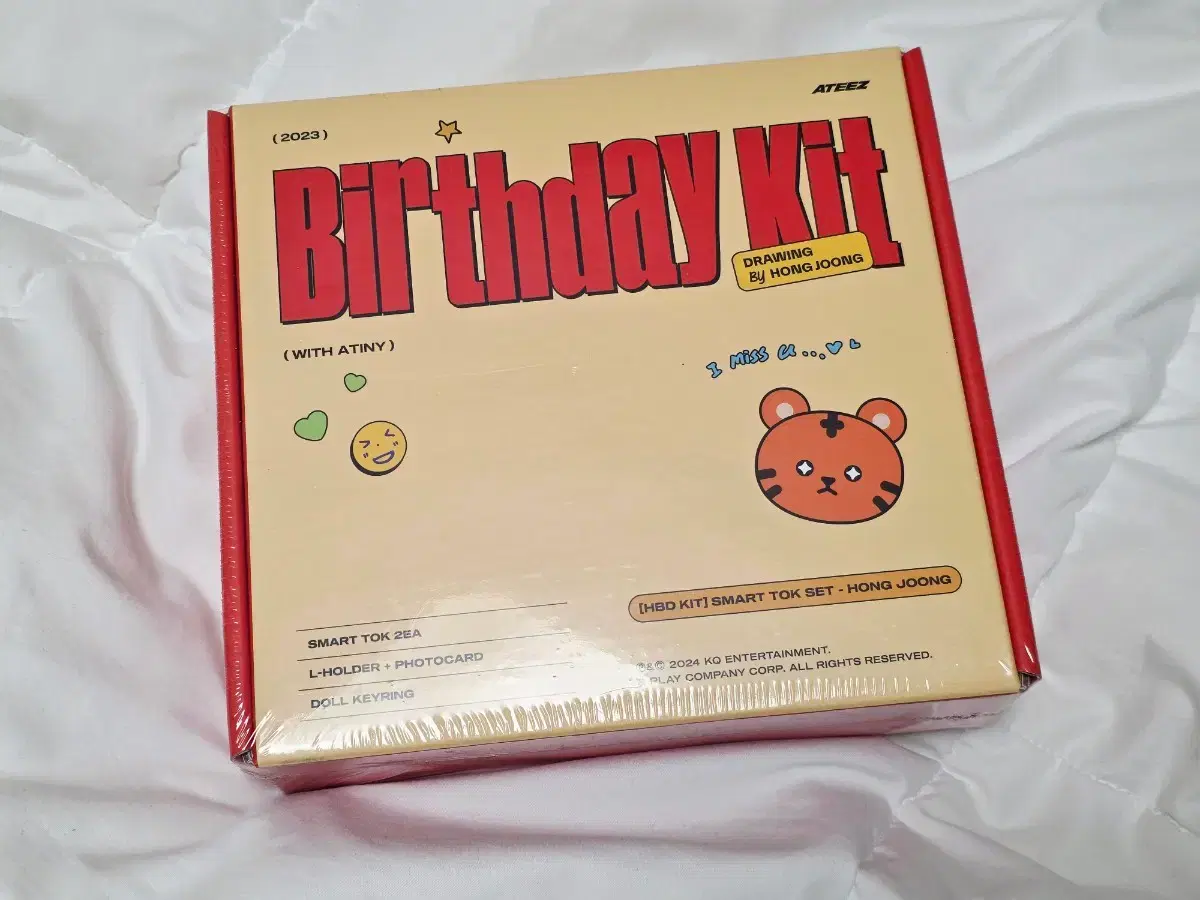 ATEEZ
(2023)
Birthday Kit
DRAWING
By HONG JOONG
(WITH ATINY)
I miss u...
[HBD KIT] SMART TOK SET - HONG JOONG
SMART TOK 2EA
L-HOLDER + PHOTOCARD
DOLL KEYRING
℗&© 2024 KQ ENTERTAINMENT.
PLAY COMPANY CORP. ALL RIGHTS RESERVED.